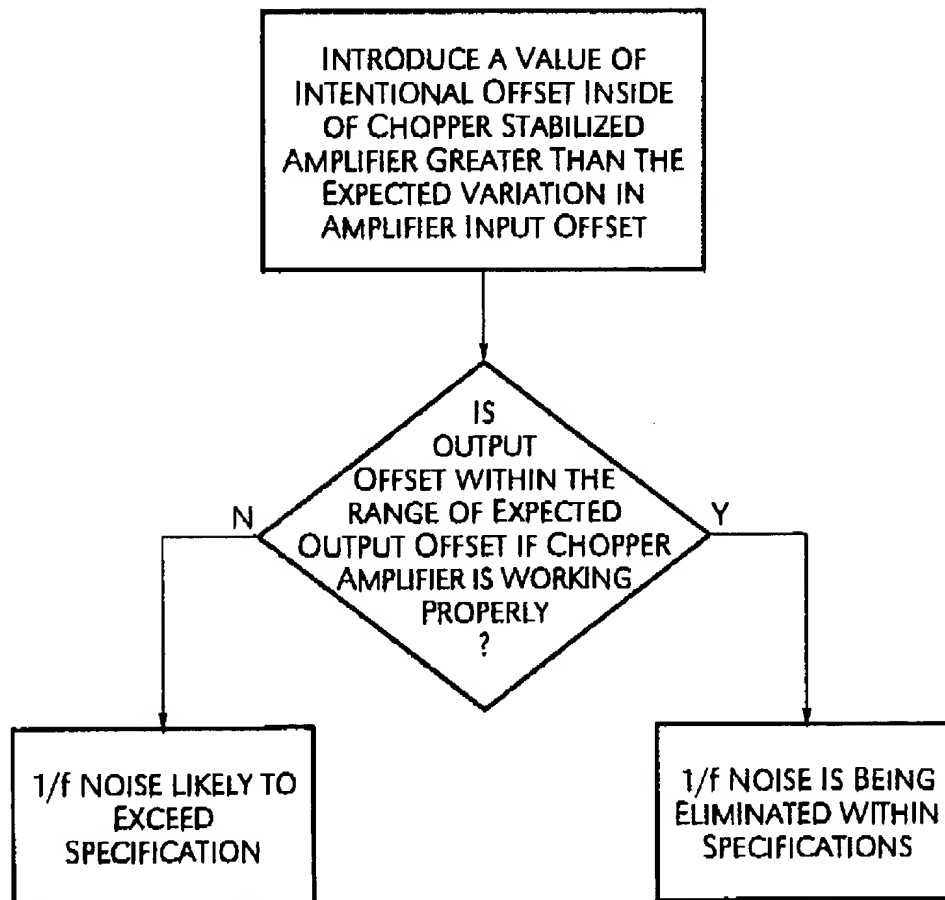 INTRODUCE A VALUE OF
INTENTIONAL OFFSET INSIDE
OF CHOPPER STABILIZED
AMPLIFIER GREATER THAN THE
EXPECTED VARIATION IN
AMPLIFIER INPUT OFFSET
IS
OUTPUT
OFFSET WITHIN THE
RANGE OF EXPECTED
OUTPUT OFFSET IF CHOPPER
AMPLIFIER IS WORKING
PROPERLY
?
N
Y
1/f NOISE LIKELY TO
EXCEED
SPECIFICATION
1/f NOISE IS BEING
ELIMINATED WITHIN
SPECIFICATIONS